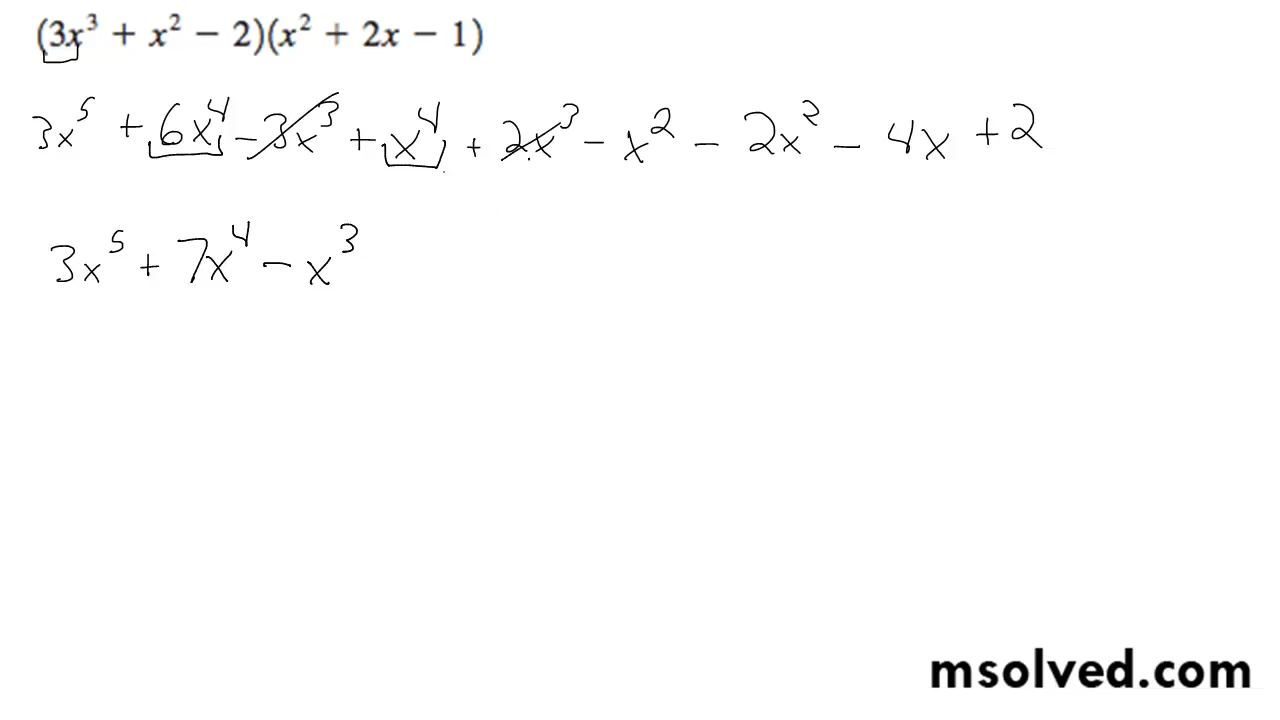 (3x³ + x² − 2)(x² + 2x − 1)
3x⁵ + 6x⁴ − 3x³ + x⁴ + 2x³ − x² − 2x² − 4x + 2
3x⁵ + 7x⁴ − x³
msolved.com